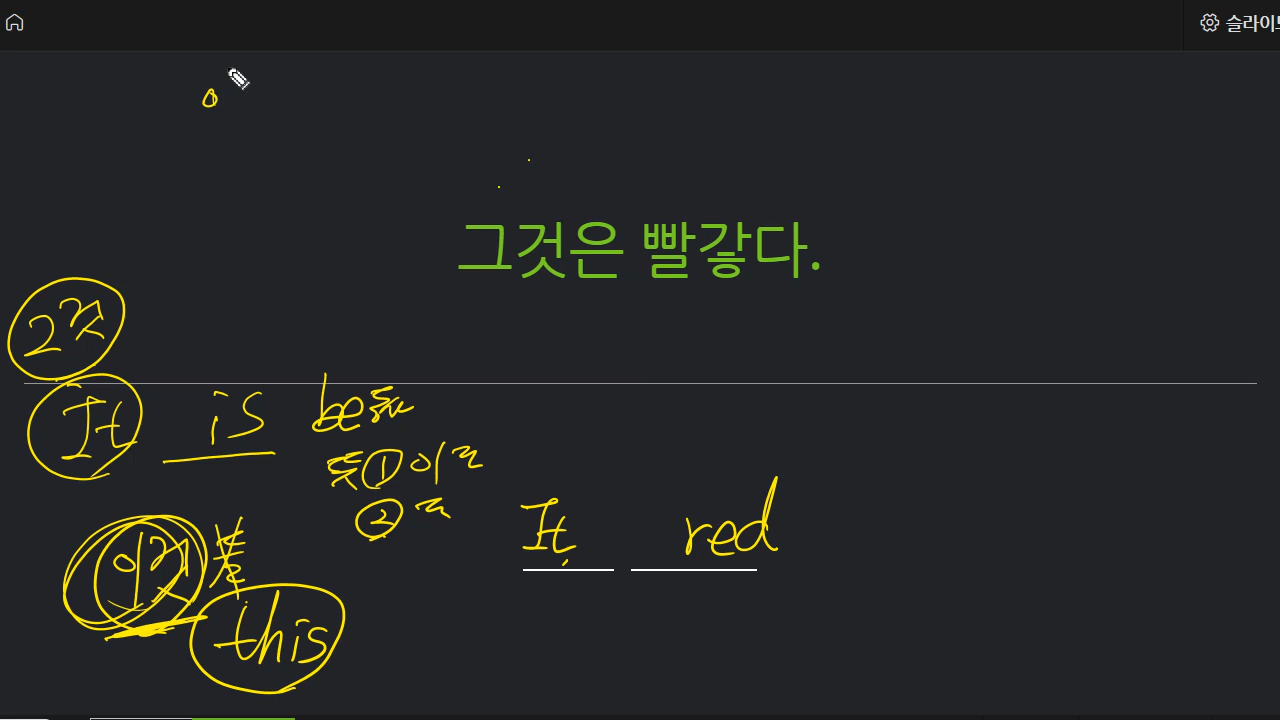 슬라이드
그것은 빨갛다.
그것
It is be동사
뜻 ① 이다
② 다
It red
이것
this